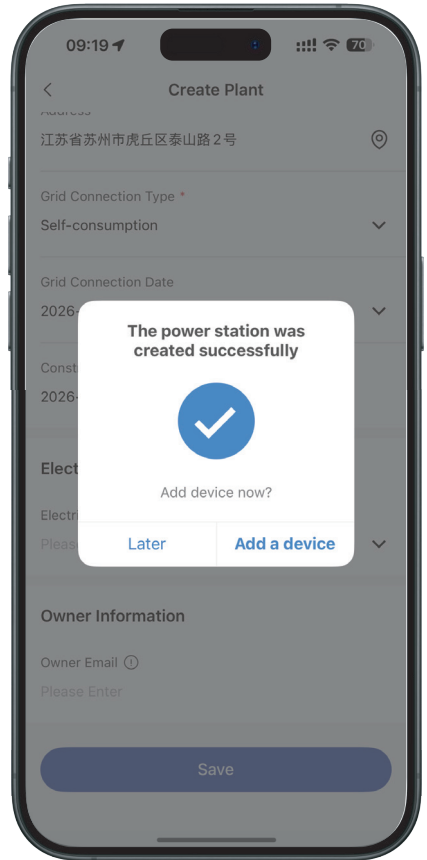 09:19
70
Create Plant
Address
江苏省苏州市虎丘区泰山路2号
Grid Connection Type *
Self-consumption
Grid Connection Date
2026-
The power station was
created successfully
Const
2026-
Elect
Add device now?
Electri
Pleas
Later
Add a device
Owner Information
Owner Email
Please Enter
Save